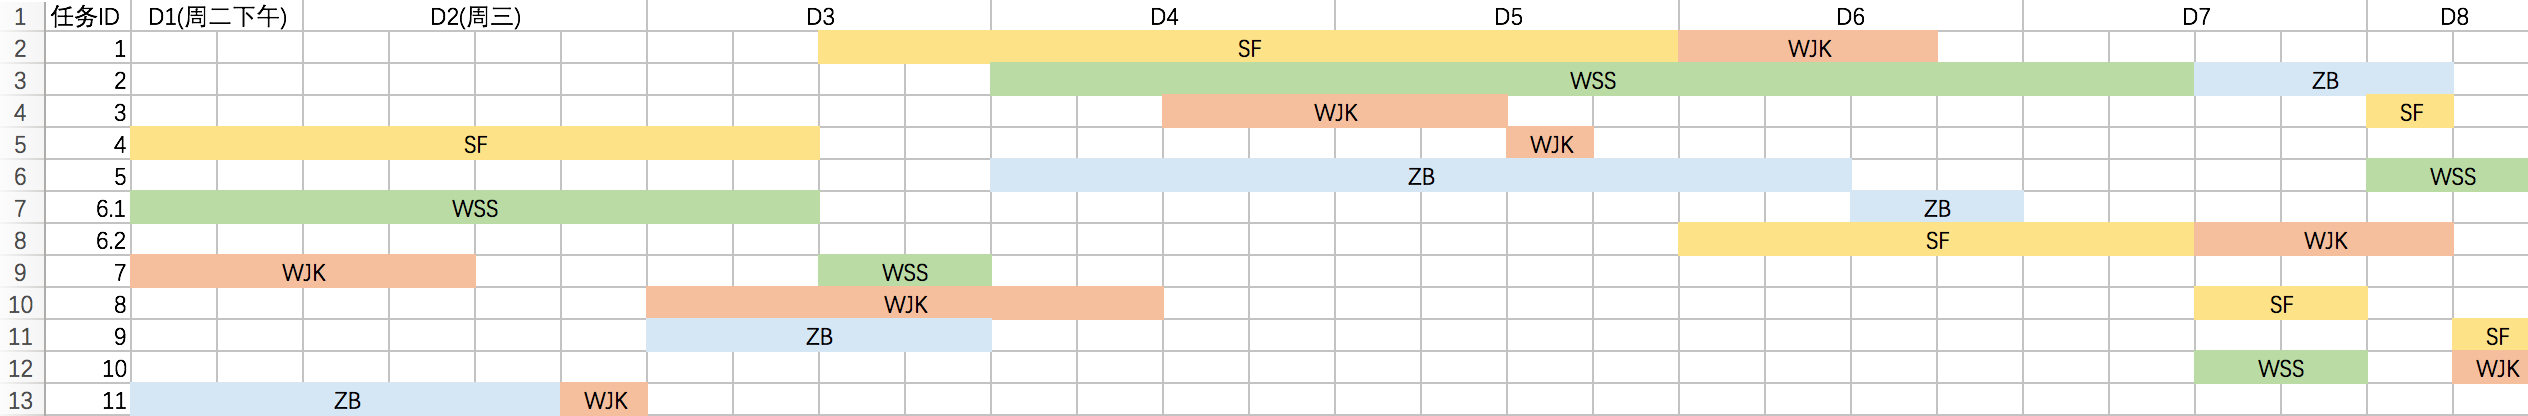 1 任务ID D1(周二下午) D2(周三) D3 D4 D5 D6 D7 D8
2 1 SF WJK
3 2 WSS ZB
4 3 WJK SF
5 4 SF WJK
6 5 ZB WSS
7 6.1 WSS ZB
8 6.2 SF WJK
9 7 WJK WSS
10 8 WJK SF
11 9 ZB SF
12 10 WSS WJK
13 11 ZB WJK